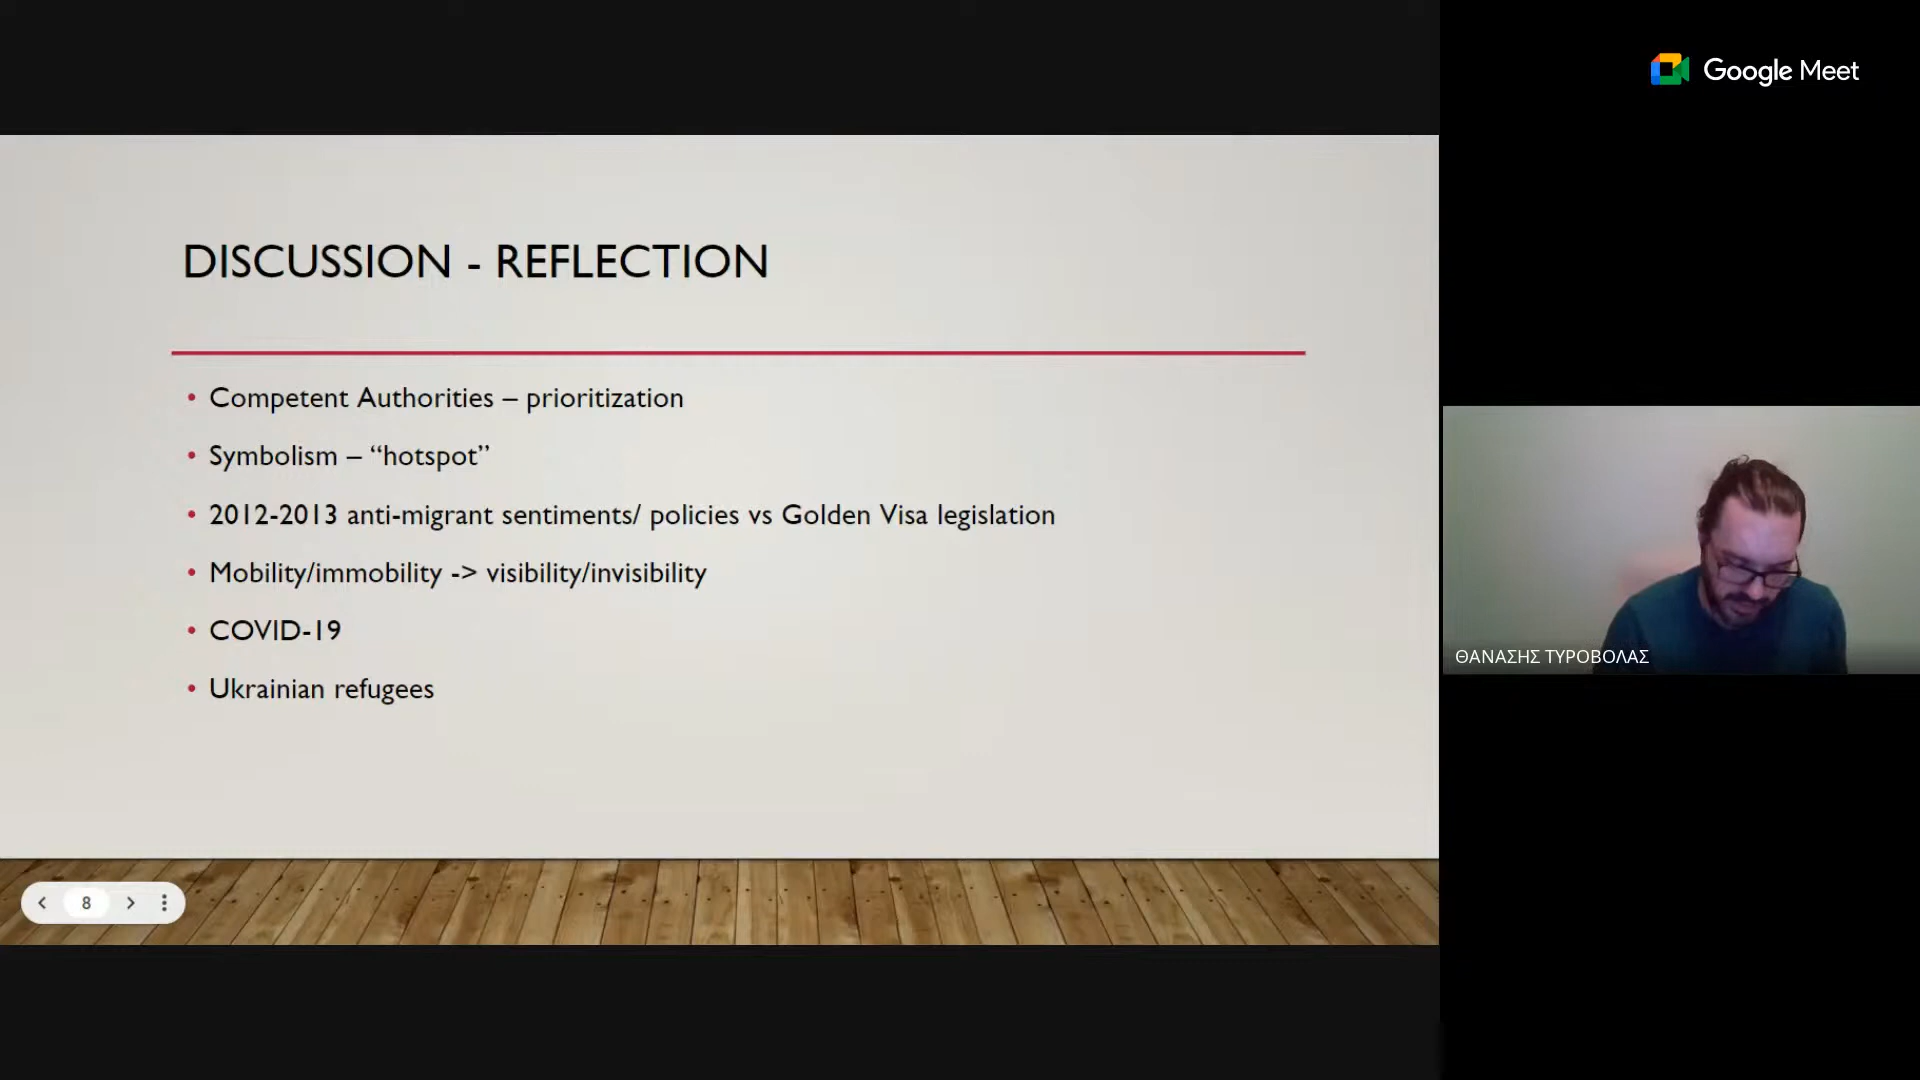 Google Meet
DISCUSSION - REFLECTION
• Competent Authorities – prioritization
• Symbolism – “hotspot”
• 2012-2013 anti-migrant sentiments/ policies vs Golden Visa legislation
• Mobility/immobility -> visibility/invisibility
• COVID-19
• Ukrainian refugees
ΘΑΝΑΣΗΣ ΤΥΡΟΒΟΛΑΣ
8